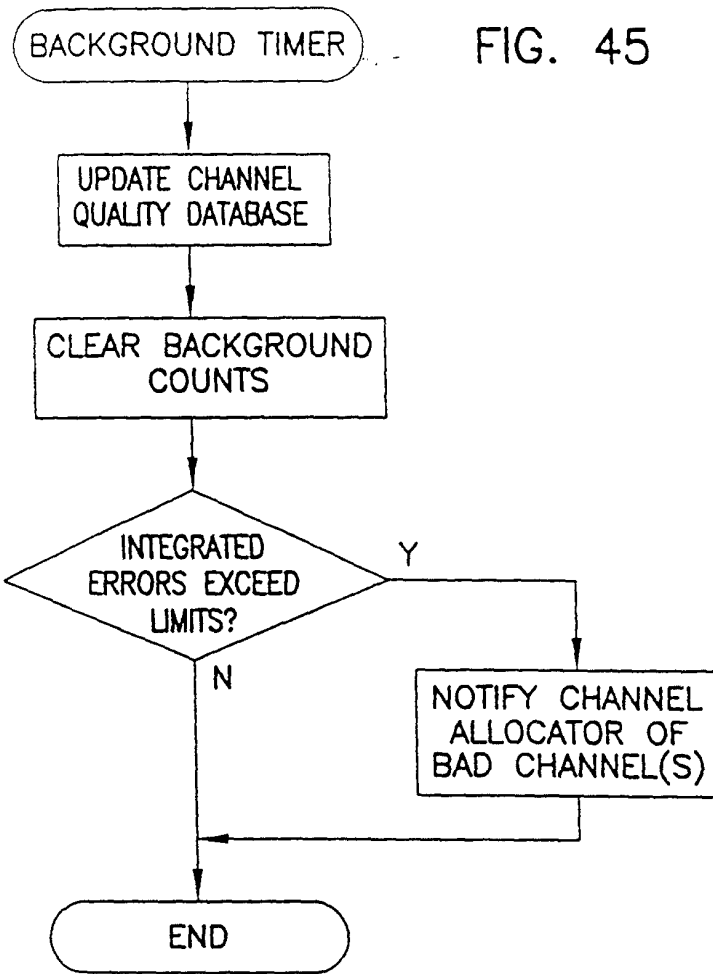 BACKGROUND TIMER
FIG. 45
UPDATE CHANNEL
QUALITY DATABASE
CLEAR BACKGROUND
COUNTS
INTEGRATED
ERRORS EXCEED
LIMITS?
Y
N
NOTIFY CHANNEL
ALLOCATOR OF
BAD CHANNEL(S)
END